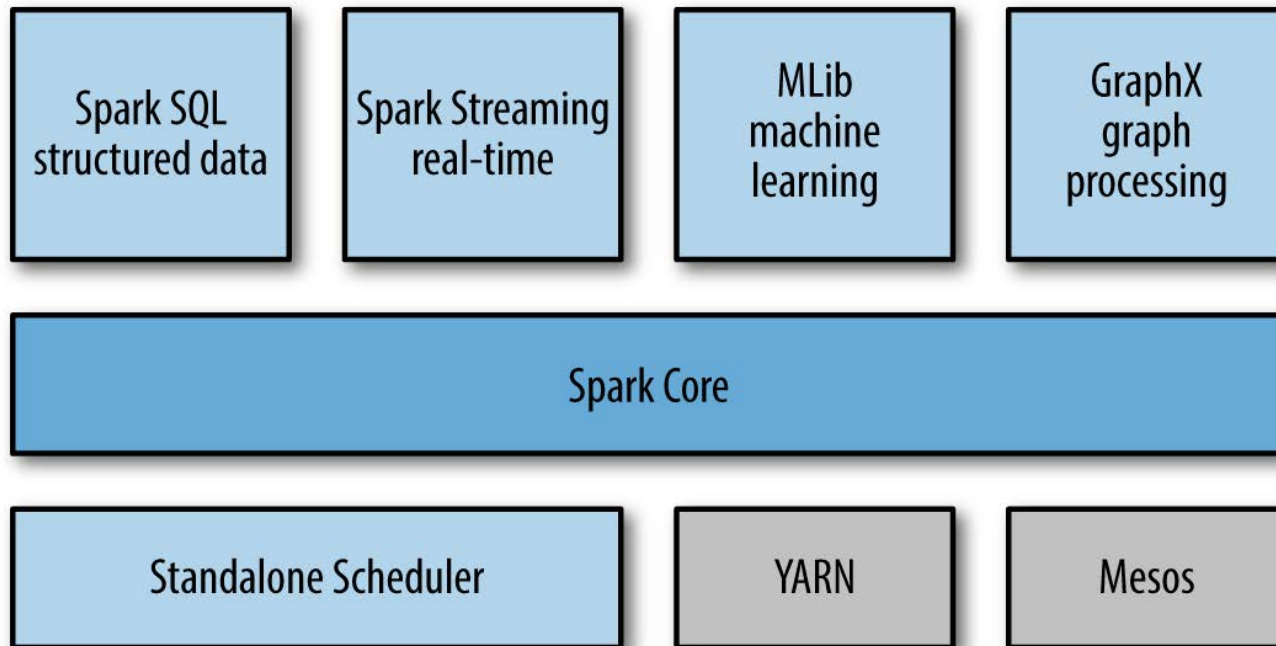 Spark SQL
structured data
Spark Streaming
real-time
MLib
machine
learning
GraphX
graph
processing
Spark Core
Standalone Scheduler
YARN
Mesos